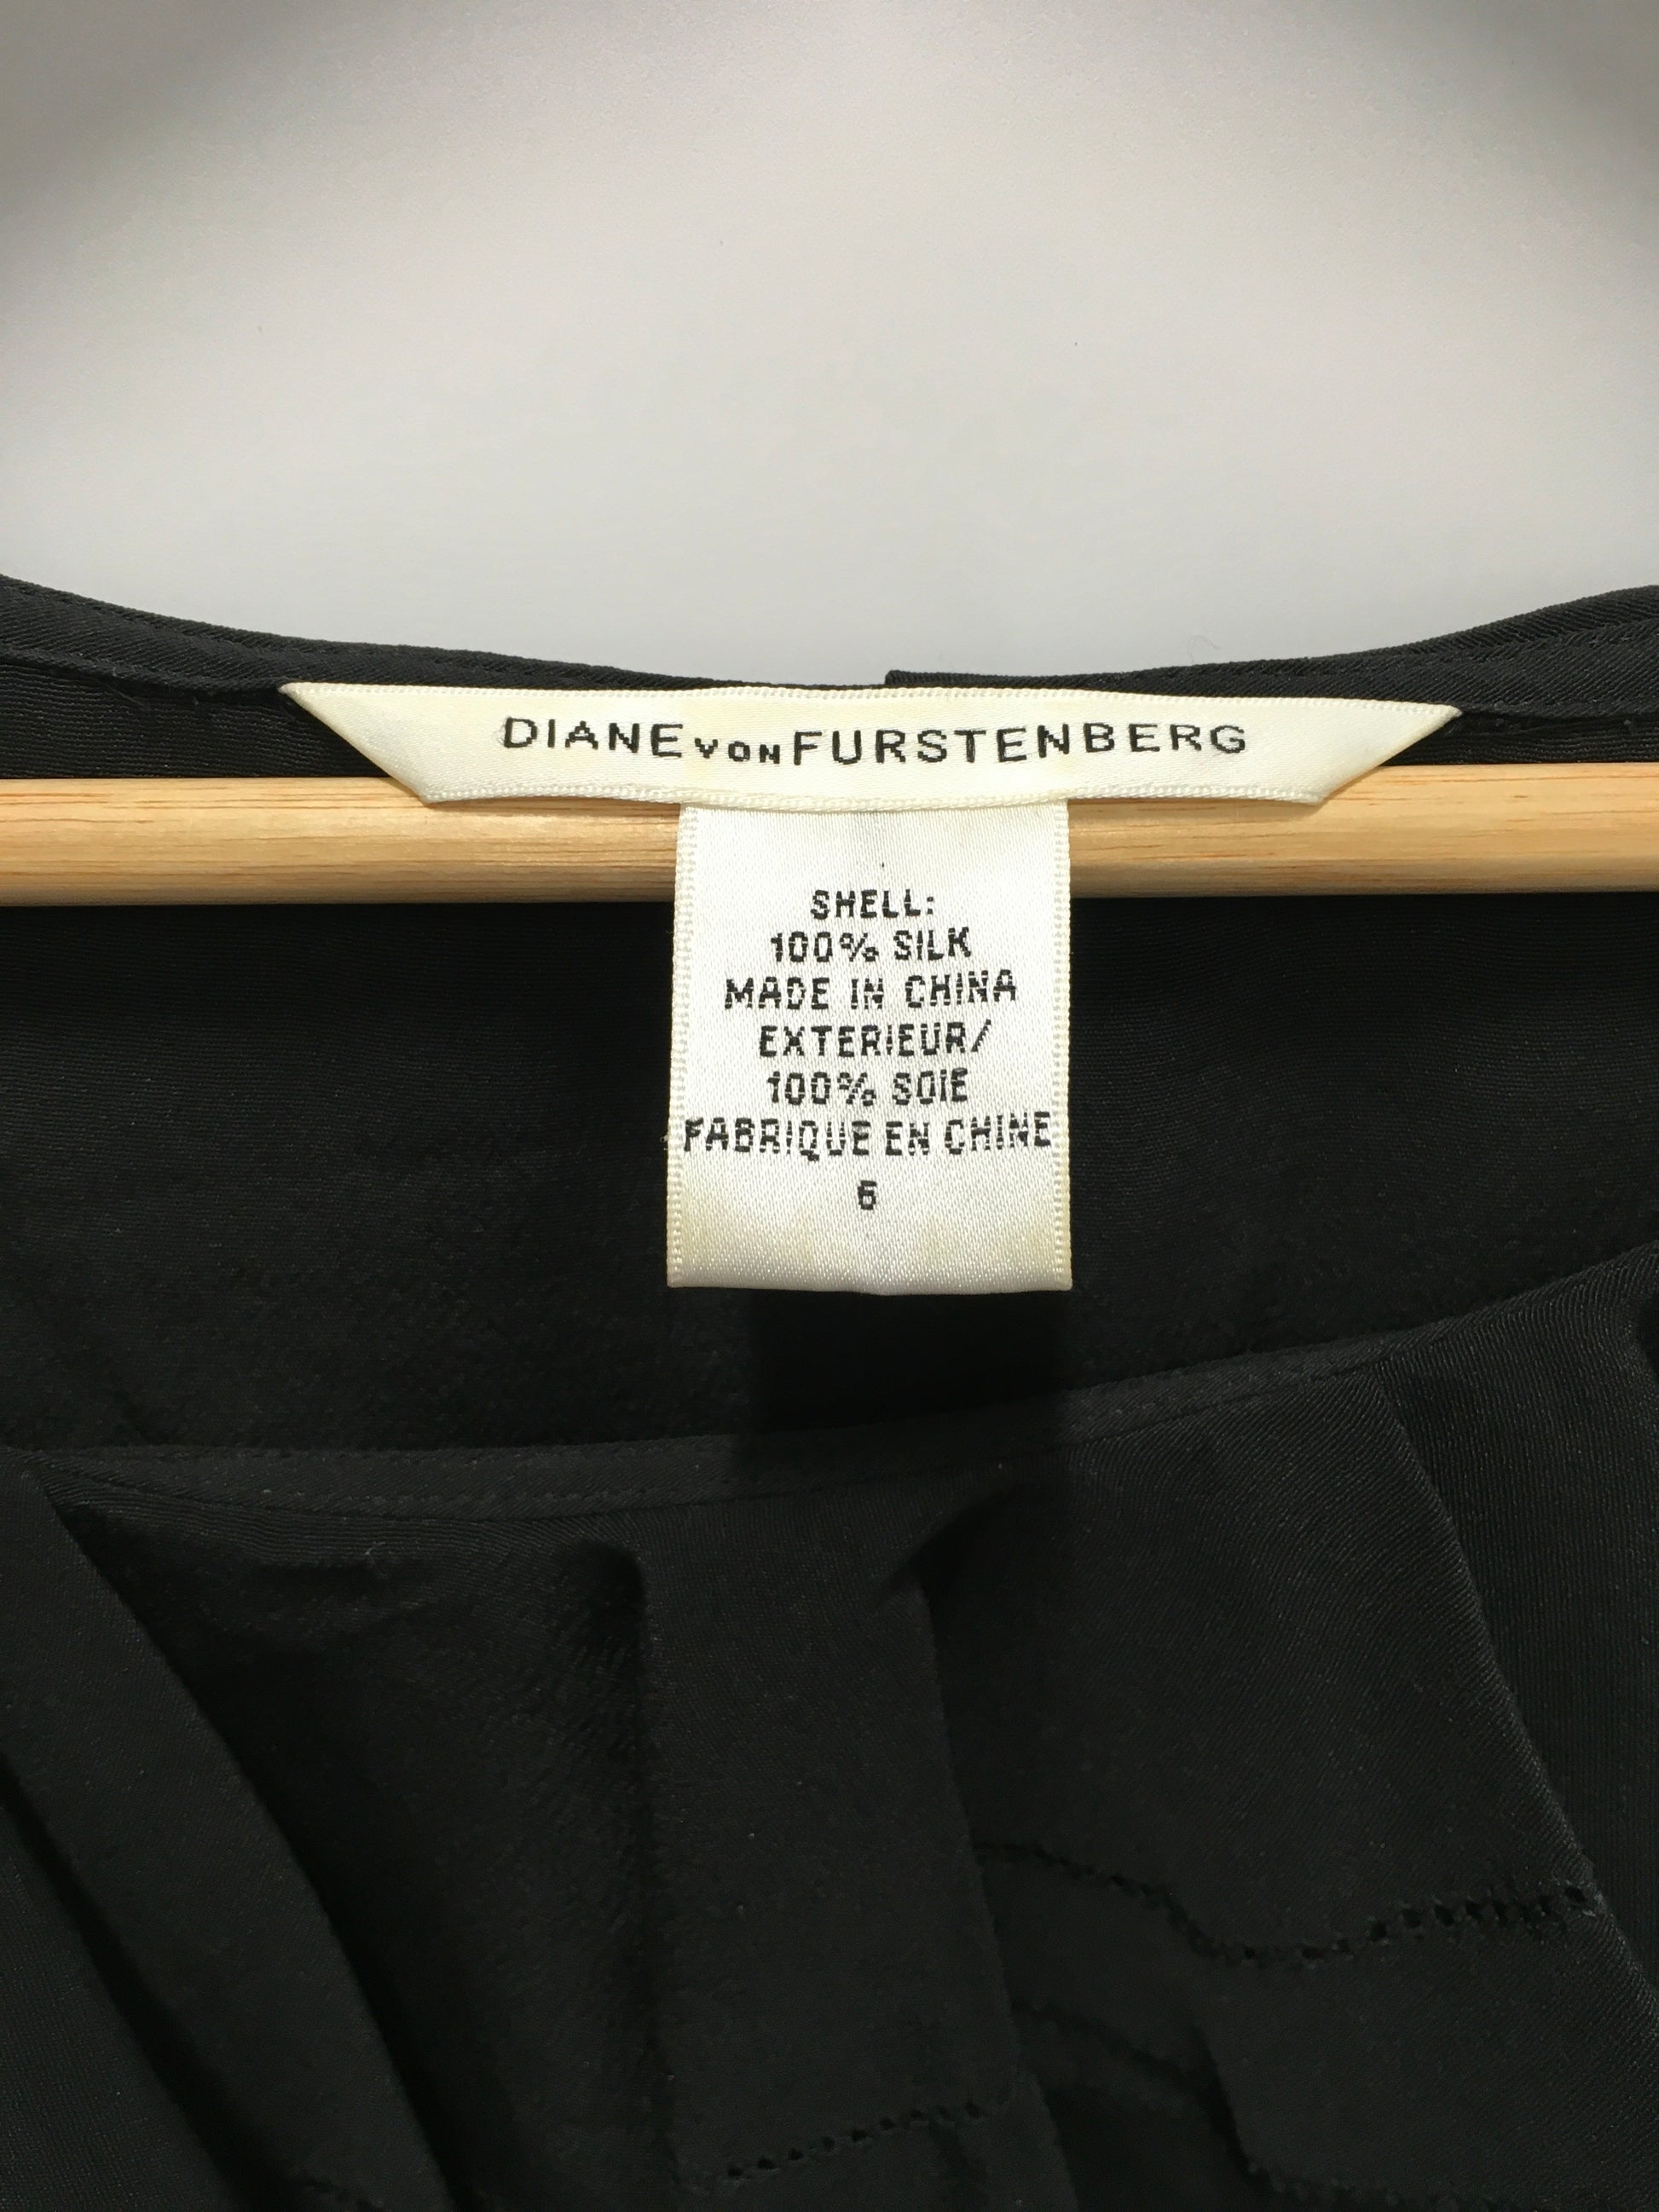 DIANE VON FURSTENBERG
SHELL:
100% SILK
MADE IN CHINA
EXTERIEUR/
100% SOIE
FABRIQUE EN CHINE
6